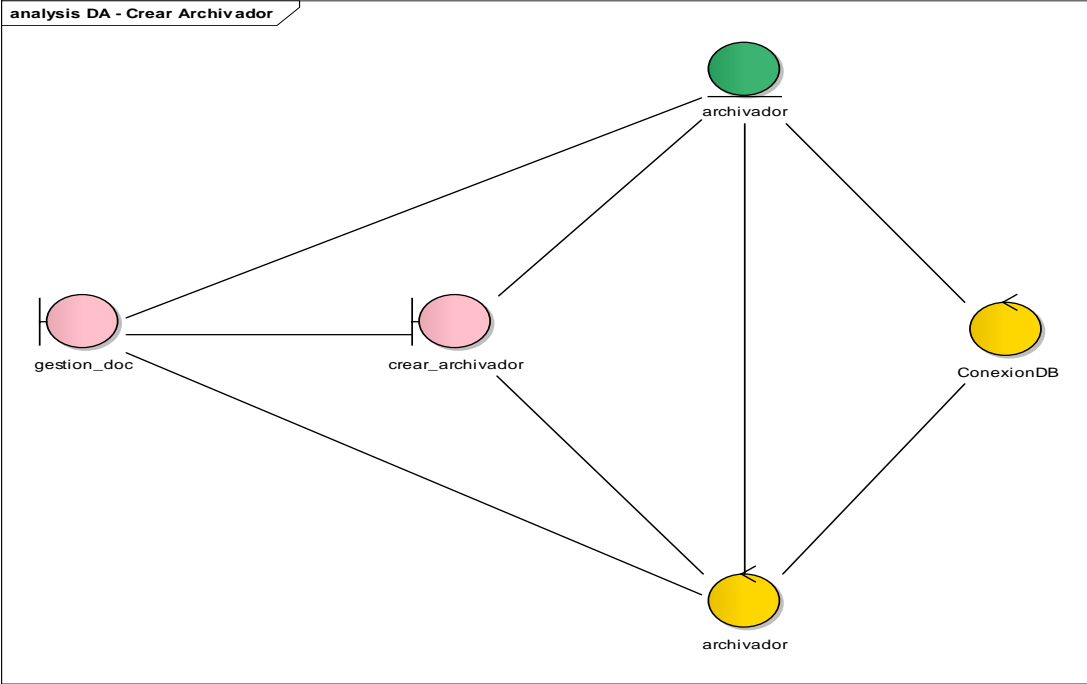 analysis DA - Crear Archivador
archivador
gestion_doc
crear_archivador
ConexionDB
archivador